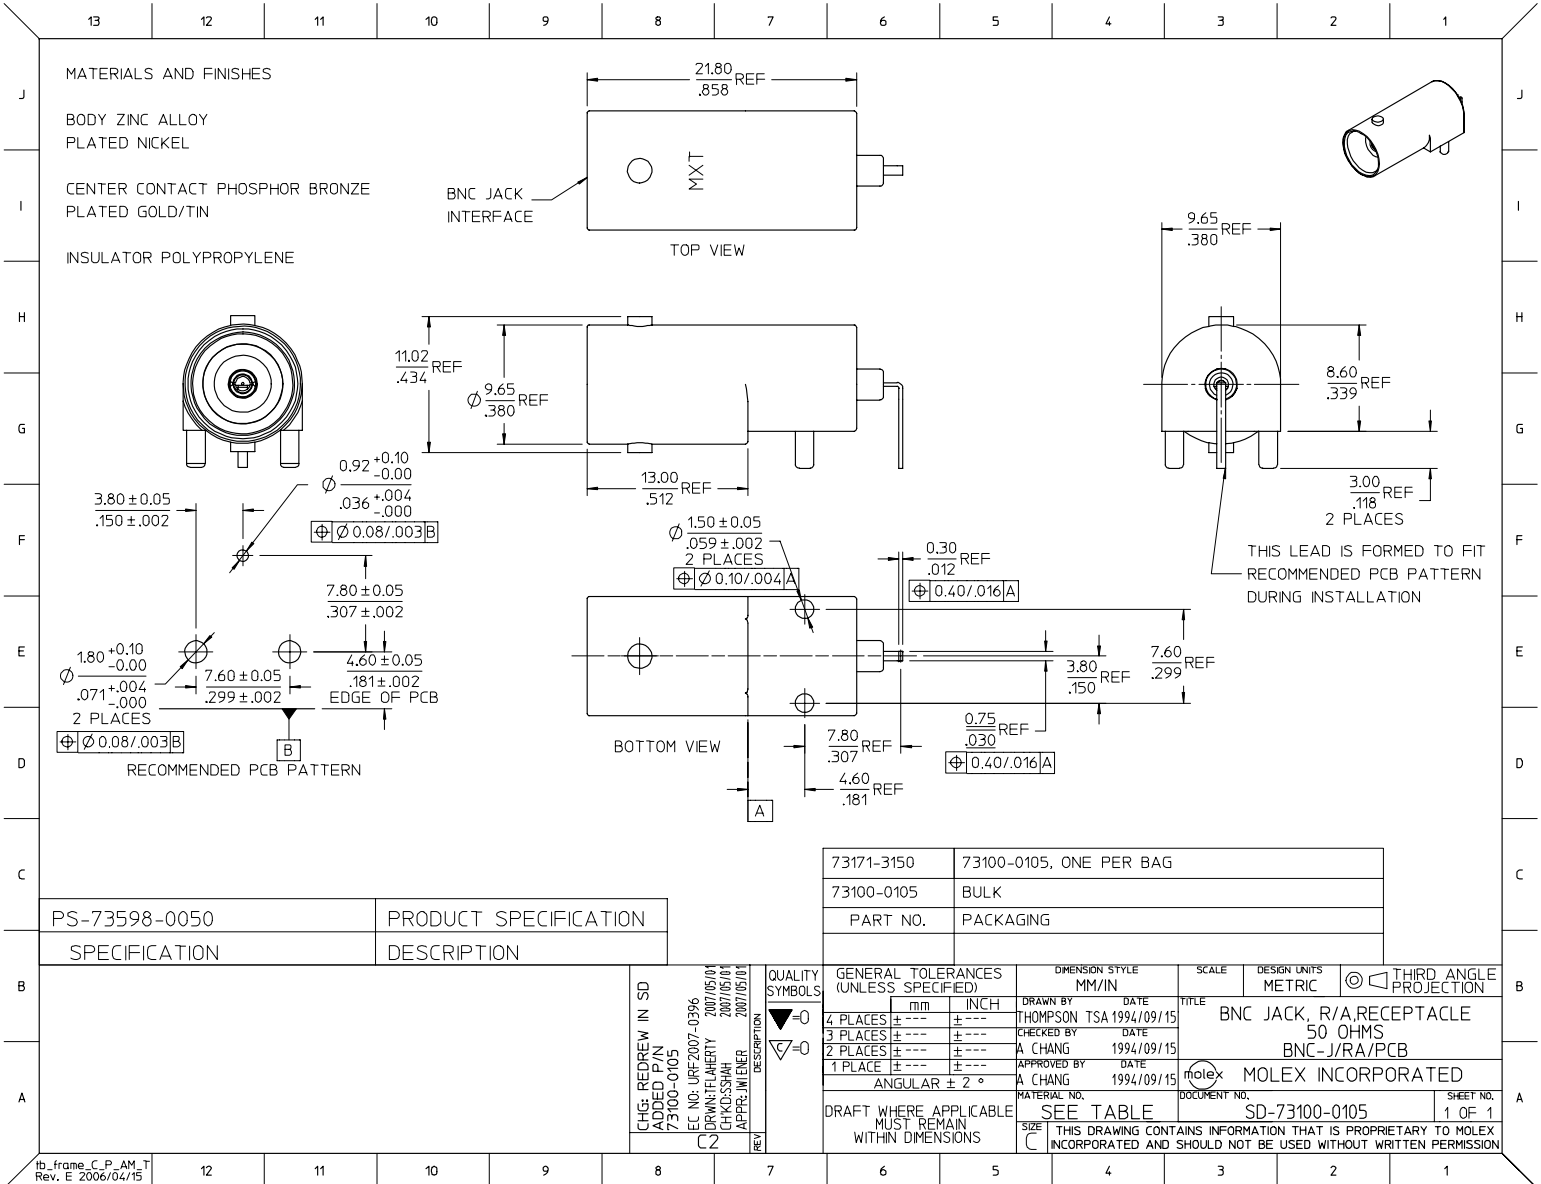 13 12 11 10 9 8 7 6 5 4 3 2 1
J
I
H
G
F
E
D
C
B
A
MATERIALS AND FINISHES
BODY ZINC ALLOY
PLATED NICKEL
CENTER CONTACT PHOSPHOR BRONZE
PLATED GOLD/TIN
INSULATOR POLYPROPYLENE
21.80
.858 REF
MXT
BNC JACK
INTERFACE
TOP VIEW
9.65
.380 REF
11.02
.434 REF
Ø 9.65
.380 REF
13.00
.512 REF
8.60
.339 REF
3.00
.118 REF
2 PLACES
THIS LEAD IS FORMED TO FIT
RECOMMENDED PCB PATTERN
DURING INSTALLATION
3.80 ±0.05
.150 ±.002
Ø 0.92 +0.10 -0.00
.036 +.004 -.000
⌖ Ø 0.08/.003 B
7.80 ±0.05
.307 ±.002
Ø 1.80 +0.10 -0.00
.071 +.004 -.000
2 PLACES
⌖ Ø 0.08/.003 B
7.60 ±0.05
.299 ±.002
4.60 ±0.05
.181 ±.002
EDGE OF PCB
B
RECOMMENDED PCB PATTERN
Ø 1.50 ±0.05
.059 ±.002
2 PLACES
⌖ Ø 0.10/.004 A
0.30
.012 REF
⌖ 0.40/.016 A
3.80
.150 REF
7.60
.299 REF
0.75
.030 REF
⌖ 0.40/.016 A
7.80
.307 REF
4.60
.181 REF
A
BOTTOM VIEW
73171-3150 73100-0105, ONE PER BAG
73100-0105 BULK
PART NO. PACKAGING
PS-73598-0050 PRODUCT SPECIFICATION
SPECIFICATION DESCRIPTION
CHG: REDREW IN SD
ADDED P/N
73100-0105
EC NO: URF2007-0396
DRWN:TFLAHERTY 2007/05/01
CH'KD:SSHAH 2007/05/01
APPR:JWIENER 2007/05/01
C2
REV
DESCRIPTION
QUALITY
SYMBOLS
=0
C =0
GENERAL TOLERANCES
(UNLESS SPECIFIED)
mm INCH
4 PLACES ± --- ± ---
3 PLACES ± --- ± ---
2 PLACES ± --- ± ---
1 PLACE ± --- ± ---
ANGULAR ± 2 °
DRAFT WHERE APPLICABLE
MUST REMAIN
WITHIN DIMENSIONS
DIMENSION STYLE
MM/IN
SCALE
DESIGN UNITS
METRIC
THIRD ANGLE
PROJECTION
DRAWN BY DATE
THOMPSON TSA 1994/09/15
CHECKED BY DATE
A CHANG 1994/09/15
APPROVED BY DATE
A CHANG 1994/09/15
TITLE
BNC JACK, R/A,RECEPTACLE
50 OHMS
BNC-J/RA/PCB
molex MOLEX INCORPORATED
MATERIAL NO.
SEE TABLE
DOCUMENT NO.
SD-73100-0105
SHEET NO.
1 OF 1
SIZE
C
THIS DRAWING CONTAINS INFORMATION THAT IS PROPRIETARY TO MOLEX
INCORPORATED AND SHOULD NOT BE USED WITHOUT WRITTEN PERMISSION
J
I
H
G
F
E
D
C
B
A
tb_frame_C_P_AM_T
Rev. E 2006/04/15
12 11 10 9 8 7 6 5 4 3 2 1